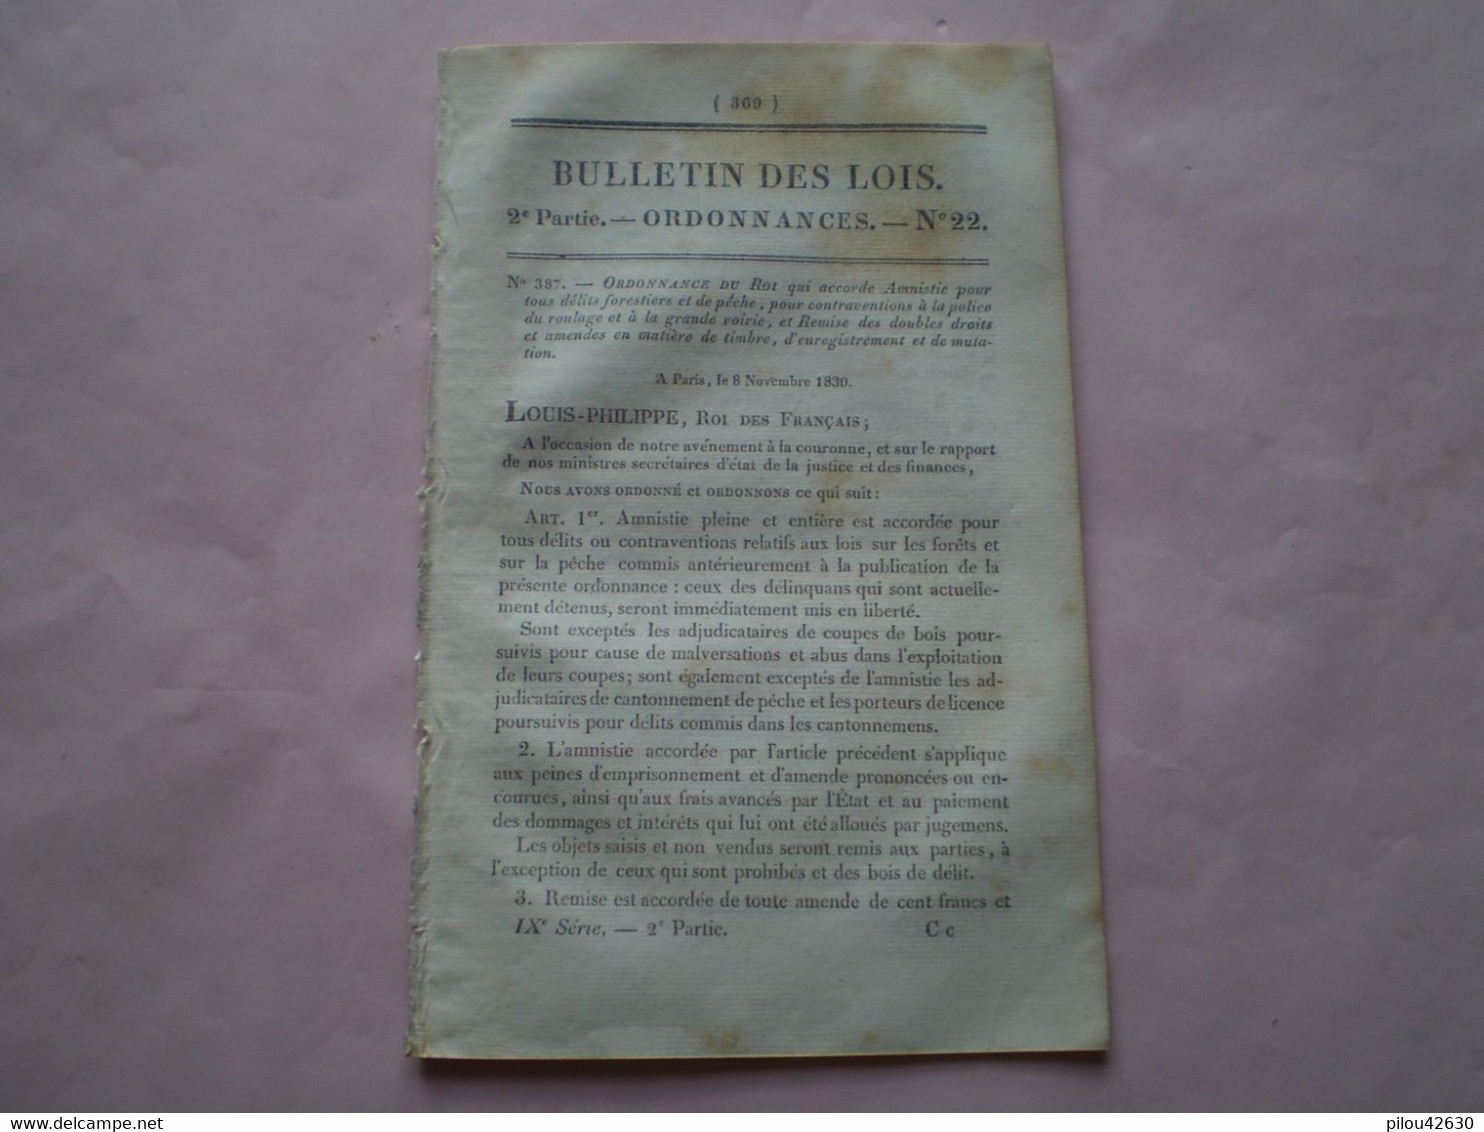 ( 369 )
BULLETIN DES LOIS.
2e Partie. — ORDONNANCES. — N° 22.
N° 387. — ORDONNANCE DU ROI qui accorde Amnistie pour
tous délits forestiers et de pêche, pour contraventions à la police
du roulage et à la grande voirie, et Remise des doubles droits
et amendes en matière de timbre, d'enregistrement et de muta-
tion.
A Paris, le 8 Novembre 1830.
LOUIS-PHILIPPE, ROI DES FRANÇAIS;
A l'occasion de notre avénement à la couronne, et sur le rapport
de nos ministres secrétaires d'état de la justice et des finances,
NOUS AVONS ORDONNÉ et ORDONNONS ce qui suit:
ART. 1er. Amnistie pleine et entière est accordée pour
tous délits ou contraventions relatifs aux lois sur les forêts et
sur la pêche commis antérieurement à la publication de la
présente ordonnance : ceux des délinquans qui sont actuelle-
ment détenus, seront immédiatement mis en liberté.
Sont exceptés les adjudicataires de coupes de bois pour-
suivis pour cause de malversations et abus dans l'exploitation
de leurs coupes; sont également exceptés de l'amnistie les ad-
judicataires de cantonnement de pêche et les porteurs de licence
poursuivis pour délits commis dans les cantonnemens.
2. L'amnistie accordée par l'article précédent s'applique
aux peines d'emprisonnement et d'amende prononcées ou en-
courues, ainsi qu'aux frais avancés par l'État et au paiement
des dommages et intérêts qui lui ont été alloués par jugemens.
Les objets saisis et non vendus seront remis aux parties, à
l'exception de ceux qui sont prohibés et des bois de délit.
3. Remise est accordée de toute amende de cent francs et
IXe Série. — 2e Partie. C c
delcampe.net
pilou42630